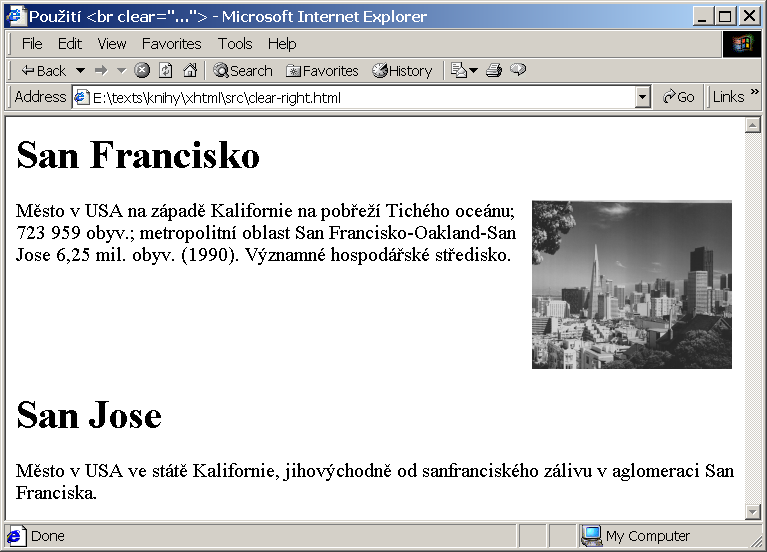 Použití <br clear="..."> - Microsoft Internet Explorer
File Edit View Favorites Tools Help
Back Search Favorites History
Address E:\texts\knihy\xhtml\src\clear-right.html Go Links »
San Francisko
Město v USA na západě Kalifornie na pobřeží Tichého oceánu;
723 959 obyv.; metropolitní oblast San Francisko-Oakland-San
Jose 6,25 mil. obyv. (1990). Významné hospodářské středisko.
San Jose
Město v USA ve státě Kalifornie, jihovýchodně od sanfranciského zálivu v aglomeraci San
Franciska.
Done My Computer